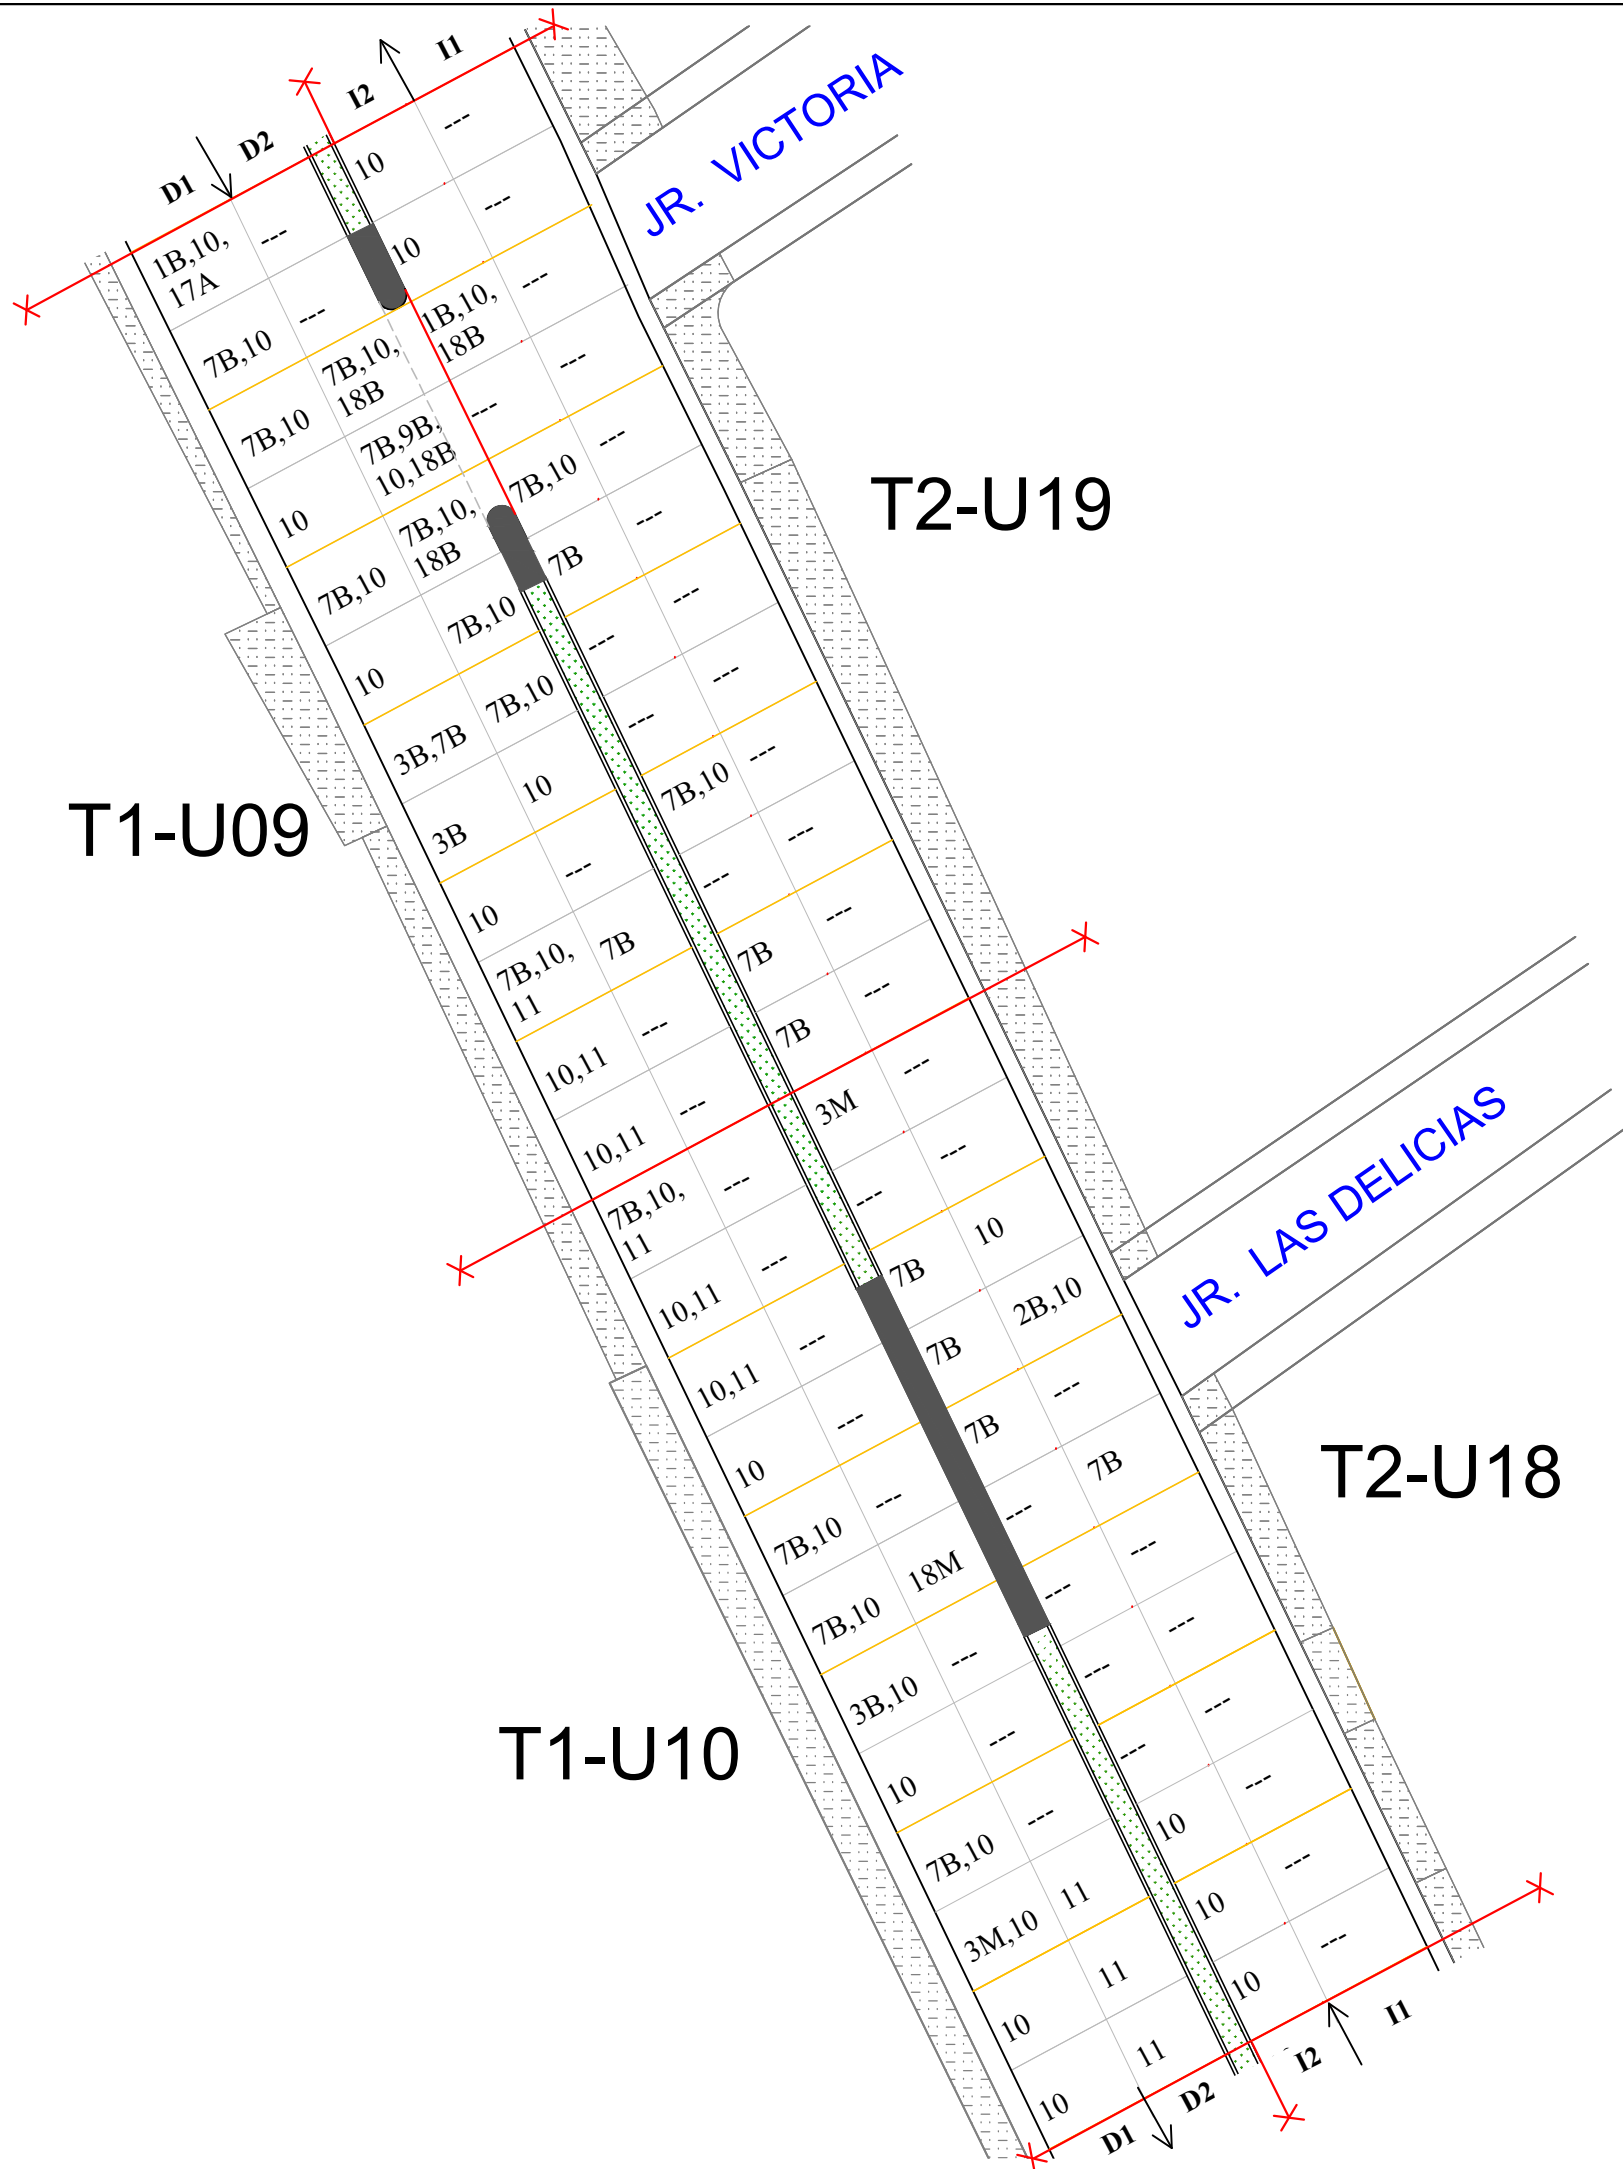 I1
I2
D2
D1
JR. VICTORIA
---
10
---
10
---
1B,10,
17A
---
7B,10
---
1B,10,
18B
---
7B,10,
18B
7B,10
---
---
7B,9B,
10,18B
10
---
7B,10
7B,10,
18B
7B,10
T2-U19
---
7B
7B,10
10
---
---
7B,10
3B,7B
---
---
10
3B
T1-U09
---
7B,10
---
10
---
---
7B
7B,10,
11
---
7B
---
10,11
---
7B
---
10,11
---
3M
---
7B,10,
11
---
---
---
10,11
JR. LAS DELICIAS
10
7B
---
10,11
2B,10
7B
---
10
---
7B
---
7B,10
7B
---
18M
7B,10
T2-U18
---
---
---
3B,10
---
---
---
10
T1-U10
---
---
---
7B,10
---
10
11
3M,10
---
10
11
10
---
10
11
10
I1
I2
D2
D1